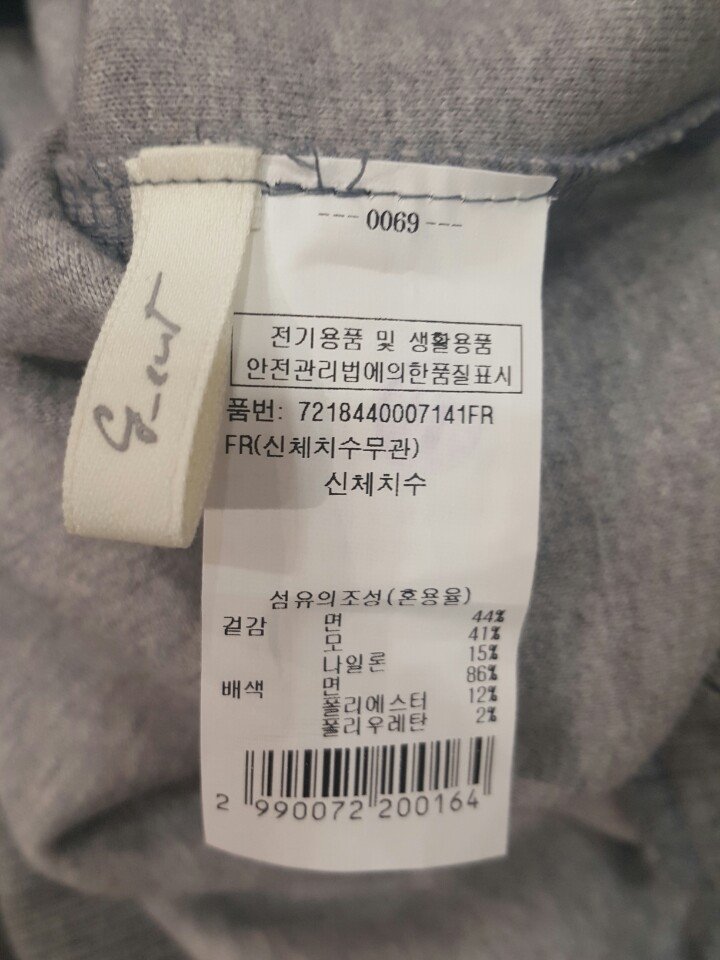 --- 0069 ---
전기용품 및 생활용품
안전관리법에의한품질표시
품번: 7218440007141FR
FR(신체치수무관)
신체치수
섬유의조성(혼용율)
겉감 면 44%
모 41%
나일론 15%
배색 면 86%
폴리에스터 12%
폴리우레탄 2%
2 990072 200164